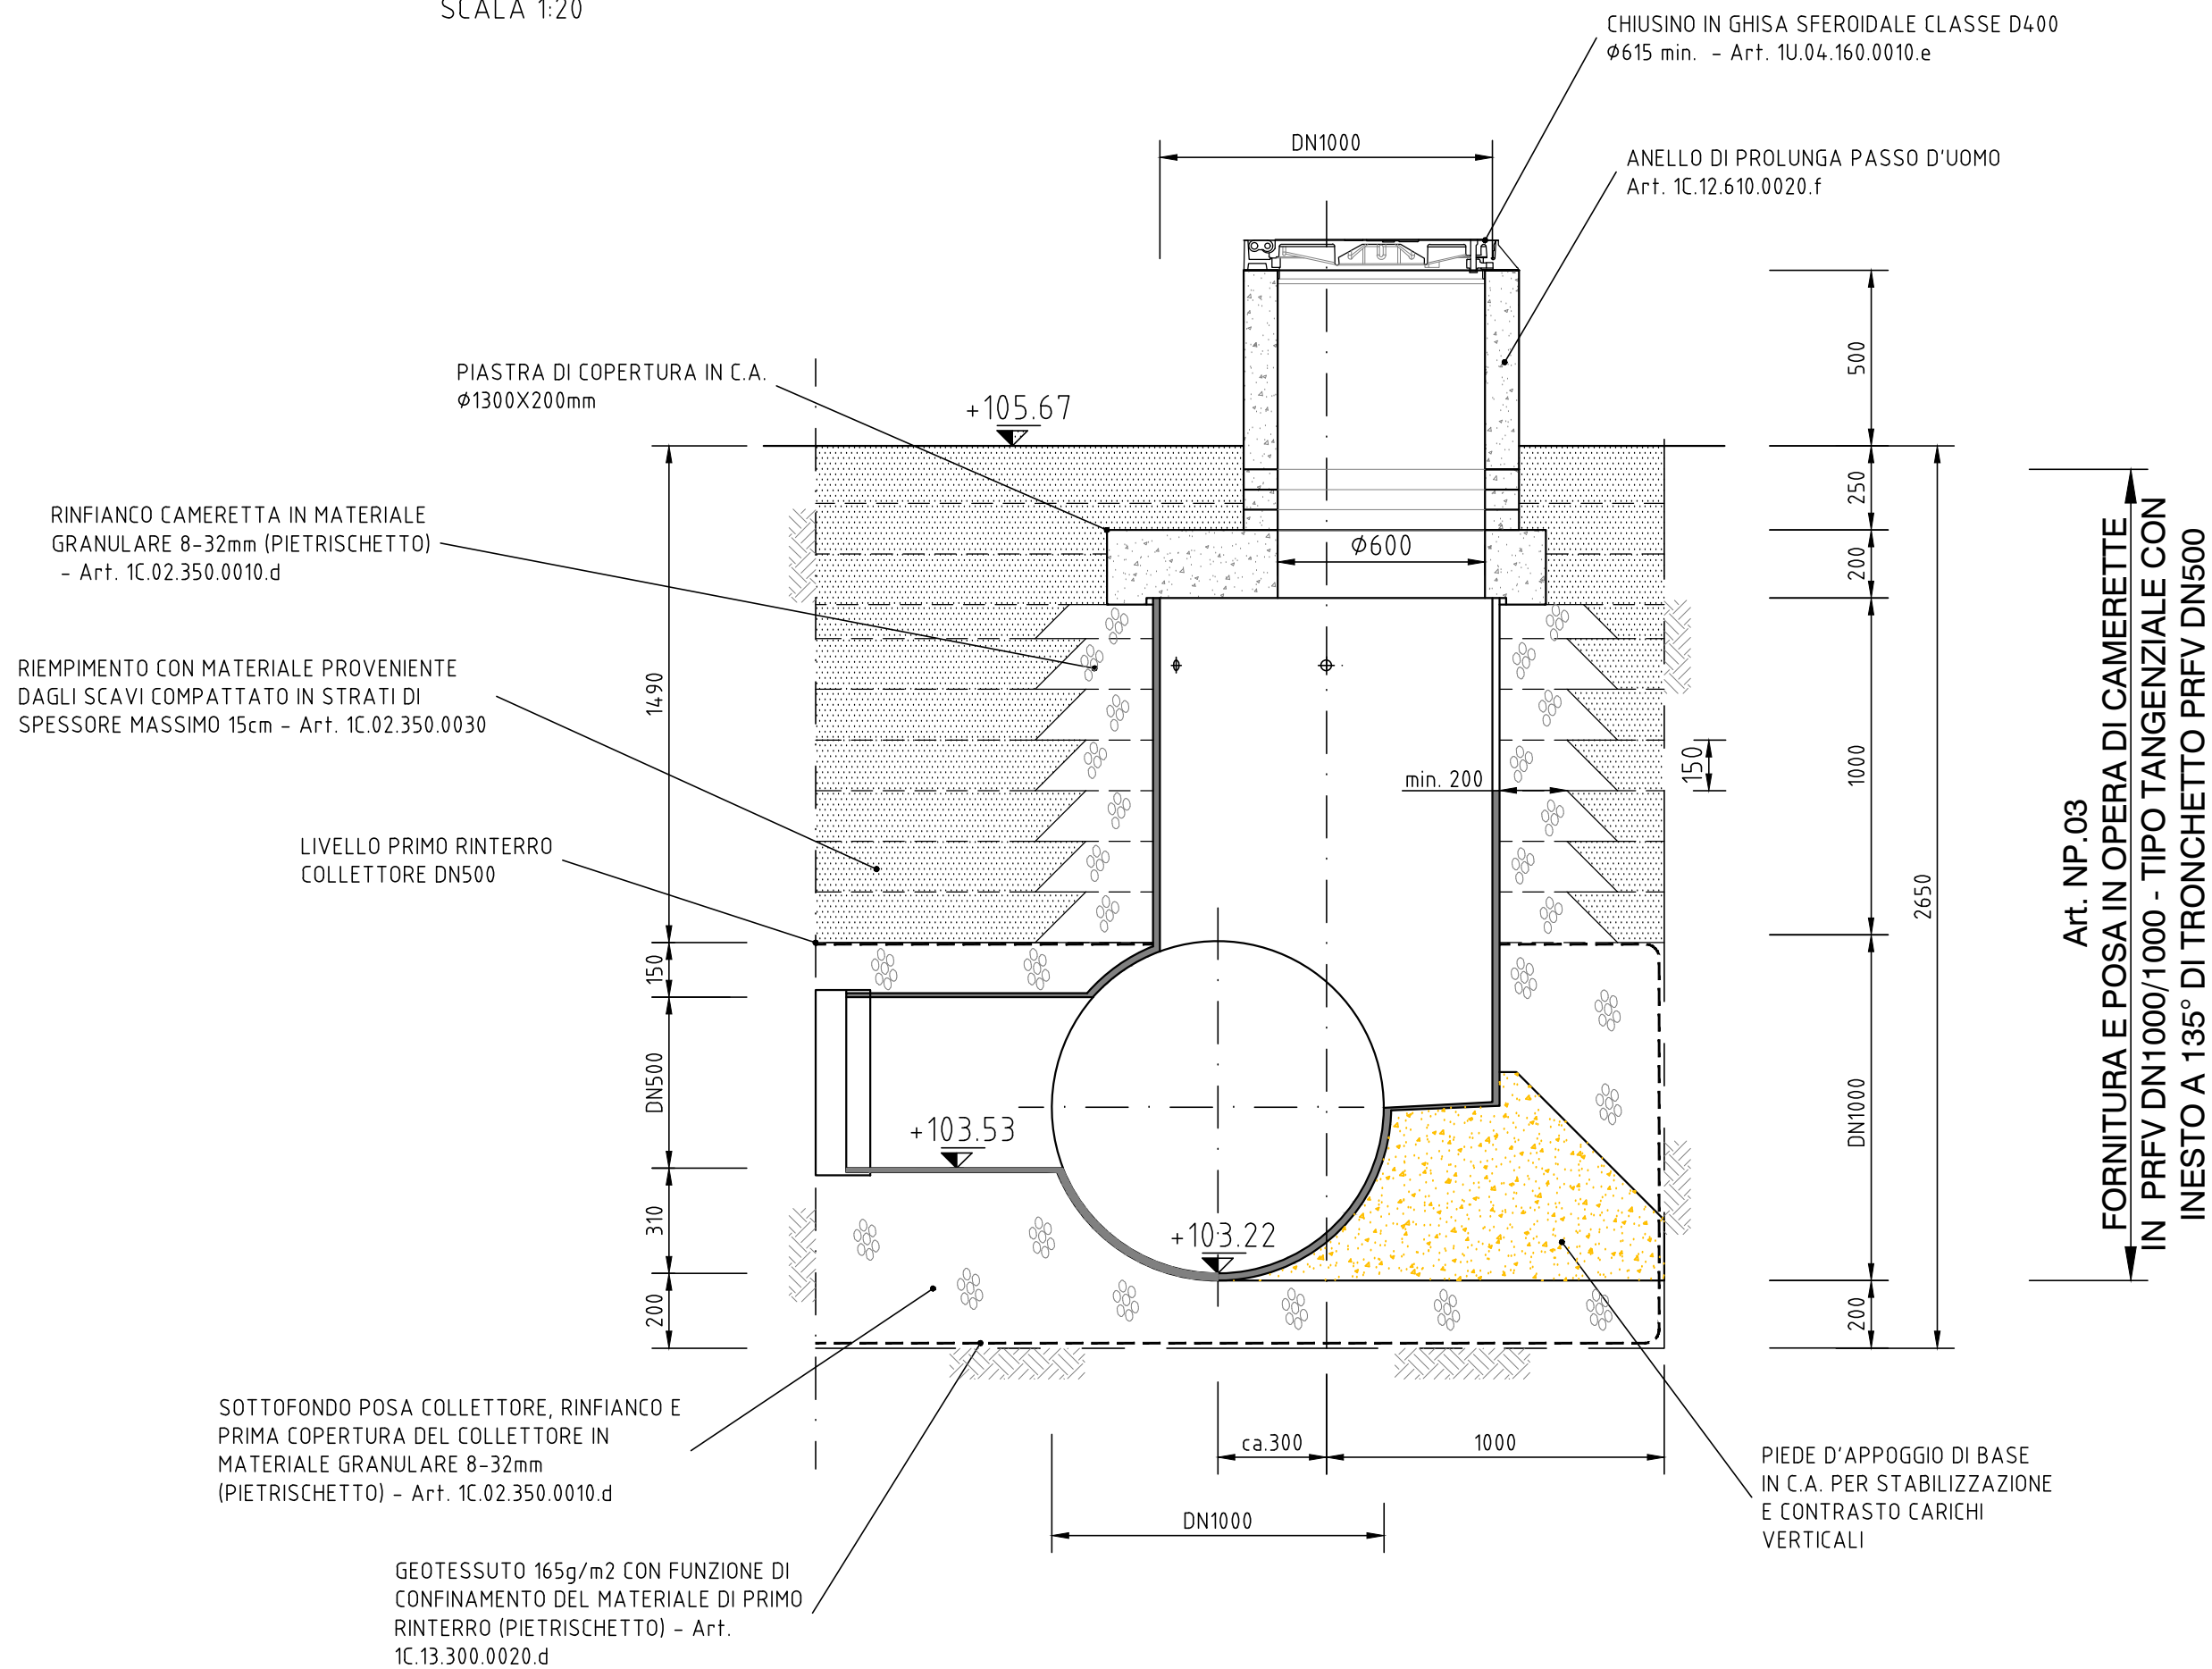 SCALA 1:20
CHIUSINO IN GHISA SFEROIDALE CLASSE D400
Ø615 min. - Art. 1U.04.160.0010.e
DN1000
ANELLO DI PROLUNGA PASSO D'UOMO
Art. 1C.12.610.0020.f
PIASTRA DI COPERTURA IN C.A.
Ø1300X200mm
+105.67
RINFIANCO CAMERETTA IN MATERIALE
GRANULARE 8-32mm (PIETRISCHETTO)
- Art. 1C.02.350.0010.d
RIEMPIMENTO CON MATERIALE PROVENIENTE
DAGLI SCAVI COMPATTATO IN STRATI DI
SPESSORE MASSIMO 15cm - Art. 1C.02.350.0030
LIVELLO PRIMO RINTERRO
COLLETTORE DN500
1490
150
DN500
310
200
Ø600
min. 200
150
+103.53
+103.22
500
250
200
1000
DN1000
200
2650
Art. NP.03
FORNITURA E POSA IN OPERA DI CAMERETTE
IN PRFV DN1000/1000 - TIPO TANGENZIALE CON
INESTO A 135° DI TRONCHETTO PRFV DN500
SOTTOFONDO POSA COLLETTORE, RINFIANCO E
PRIMA COPERTURA DEL COLLETTORE IN
MATERIALE GRANULARE 8-32mm
(PIETRISCHETTO) - Art. 1C.02.350.0010.d
ca.300
1000
DN1000
PIEDE D'APPOGGIO DI BASE
IN C.A. PER STABILIZZAZIONE
E CONTRASTO CARICHI
VERTICALI
GEOTESSUTO 165g/m2 CON FUNZIONE DI
CONFINAMENTO DEL MATERIALE DI PRIMO
RINTERRO (PIETRISCHETTO) - Art.
1C.13.300.0020.d